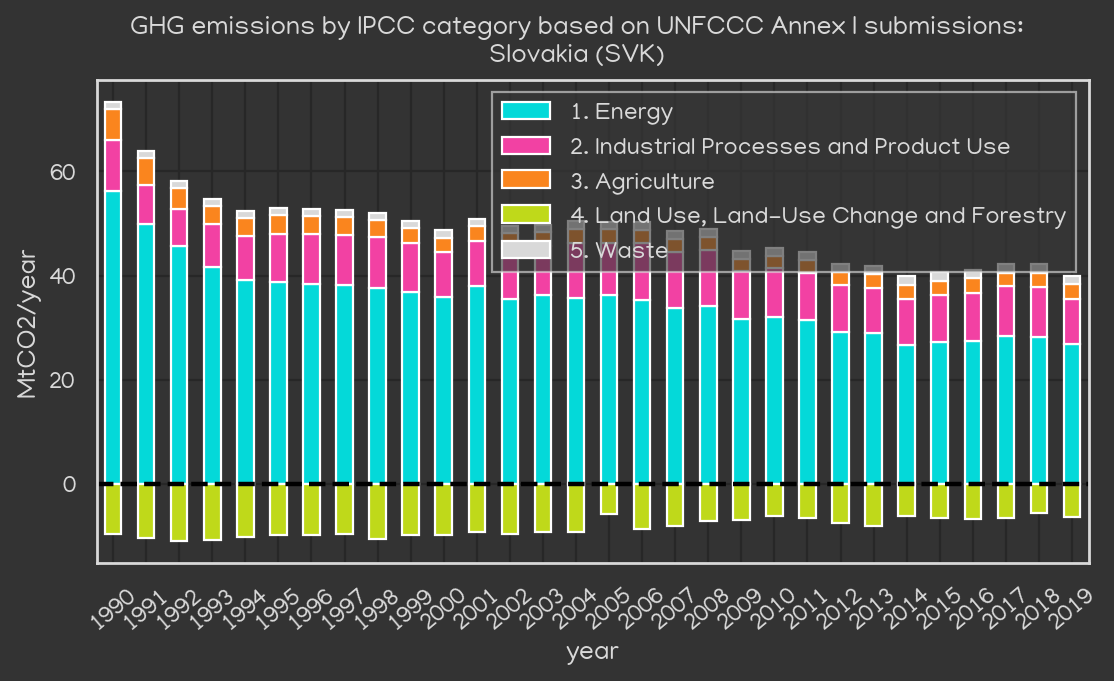 GHG emissions by IPCC category based on UNFCCC Annex I submissions:
Slovakia (SVK)
1. Energy
2. Industrial Processes and Product Use
3. Agriculture
4. Land Use, Land-Use Change and Forestry
5. Waste
MtCO2/year
60
40
20
0
1990 1991 1992 1993 1994 1995 1996 1997 1998 1999 2000 2001 2002 2003 2004 2005 2006 2007 2008 2009 2010 2011 2012 2013 2014 2015 2016 2017 2018 2019
year